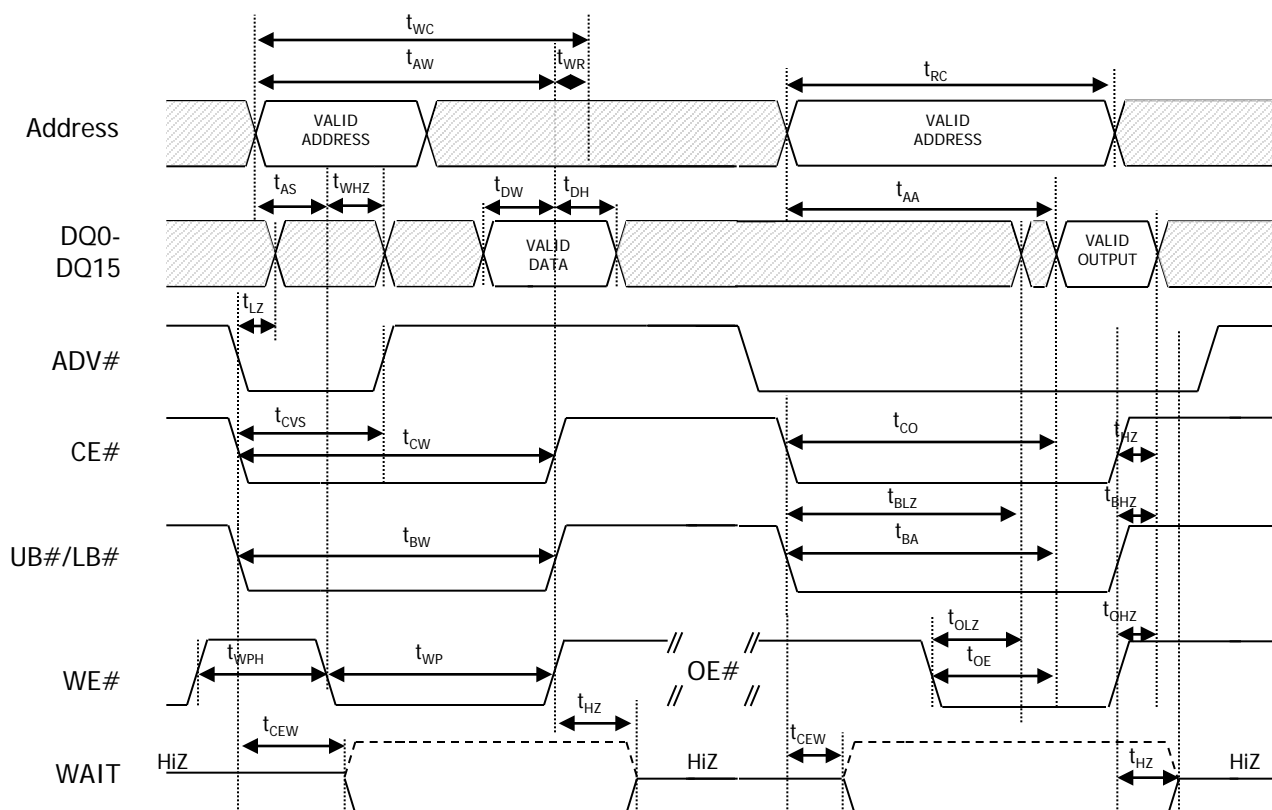 tWC
tAW
tWR
tRC
Address
VALID
ADDRESS
VALID
ADDRESS
tAS
tWHZ
tDW
tDH
tAA
DQ0-
DQ15
VALID
DATA
VALID
OUTPUT
tLZ
ADV#
tCVS
tCW
tCO
tHZ
CE#
tBLZ
tBHZ
tBW
tBA
UB#/LB#
tOLZ
tOHZ
tWPH
tWP
tOE
WE#
//
OE#
//
//
//
tCEW
tHZ
tCEW
tHZ
WAIT
HiZ
HiZ
HiZ